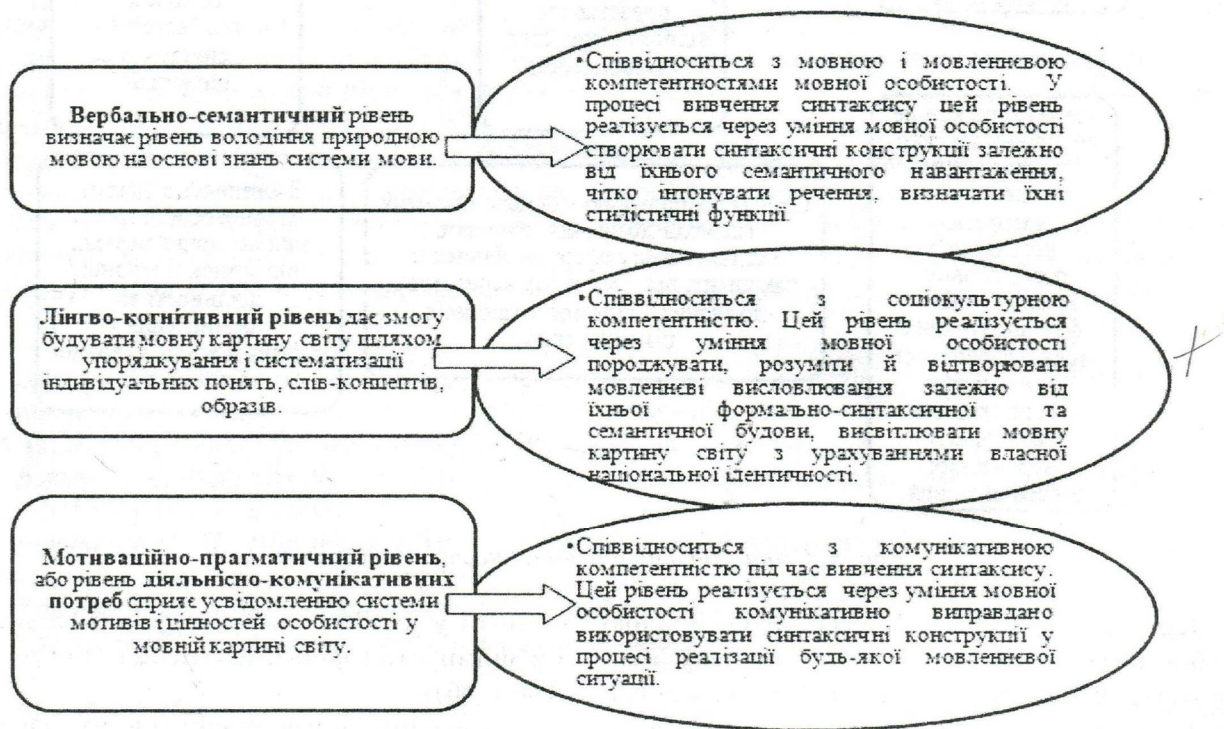 Вербально-семантичний рівень
визначає рівень володіння природною
мовою на основі знань системи мови.
•Співвідноситься з мовною і мовленнєвою
компетентностями мовної особистості. У
процесі вивчення синтаксису цей рівень
реалізується через уміння мовної особистості
створювати синтаксичні конструкції залежно
від їхнього семантичного навантаження,
чітко інтонувати речення, визначати їхні
стилістичні функції.
Лінгво-когнітивний рівень дає змогу
будувати мовну картину світу шляхом
упорядкування і систематизації
індивідуальних понять, слів-концептів,
образів.
•Співвідноситься з соціокультурною
компетентністю. Цей рівень реалізується
через уміння мовної особистості
породжувати, розуміти й відтворювати
мовленнєві висловлювання залежно від
їхньої формально-синтаксичної та
семантичної будови, висвітлювати мовну
картину світу з урахуваннями власної
національної ідентичності.
Мотиваційно-прагматичний рівень,
або рівень діяльнісно-комунікативних
потреб сприяє усвідомленню системи
мотивів і цінностей особистості у
мовній картині світу.
•Співвідноситься з комунікативною
компетентністю під час вивчення синтаксису.
Цей рівень реалізується через уміння мовної
особистості комунікативно виправдано
використовувати синтаксичні конструкції у
процесі реалізації будь-якої мовленнєвої
ситуації.